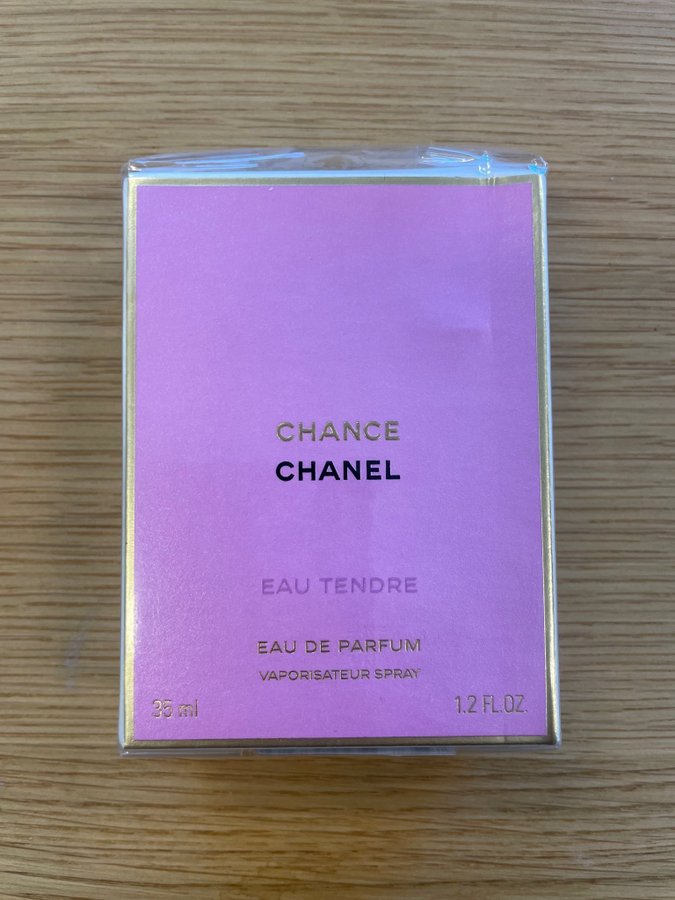 CHANCE
CHANEL
EAU TENDRE
EAU DE PARFUM
VAPORISATEUR SPRAY
35 ml 1.2 FL.OZ.